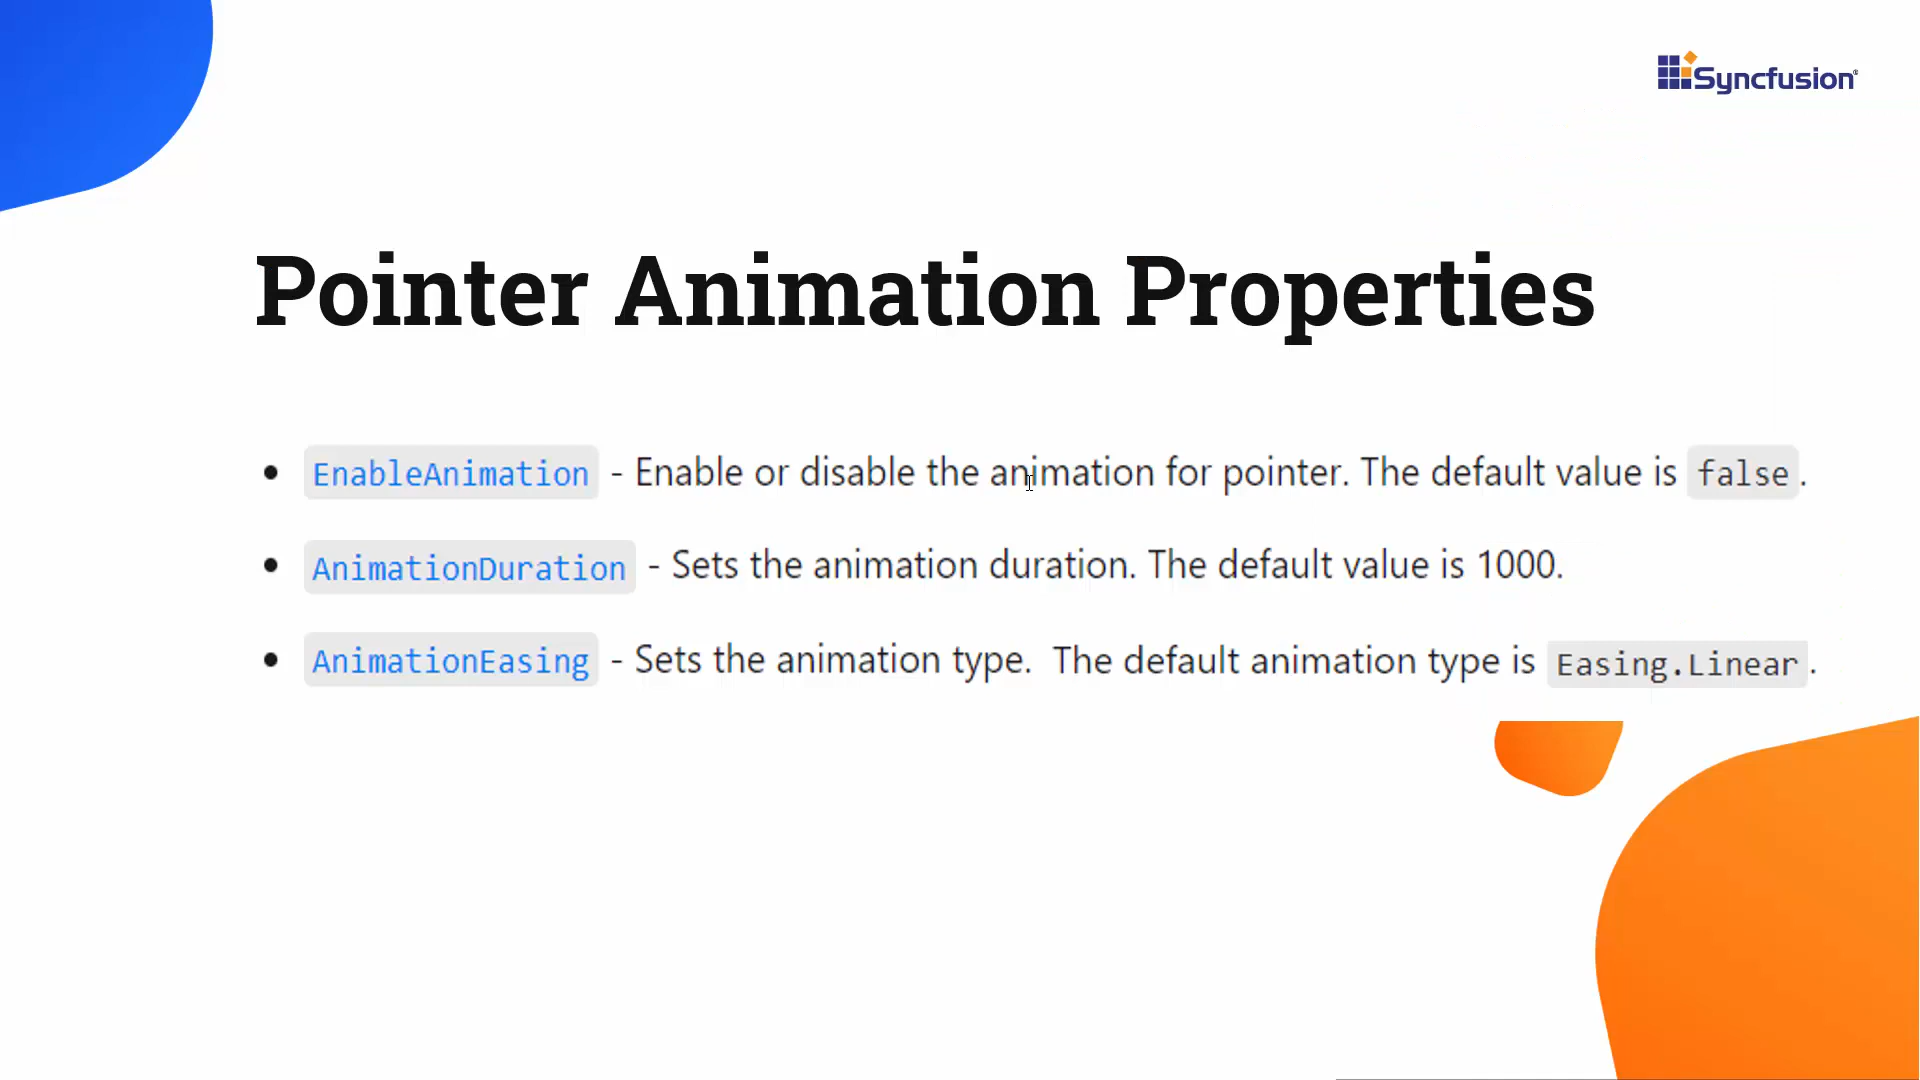 Syncfusion®
Pointer Animation Properties
• EnableAnimation - Enable or disable the animation for pointer. The default value is false.
• AnimationDuration - Sets the animation duration. The default value is 1000.
• AnimationEasing - Sets the animation type.  The default animation type is Easing.Linear.